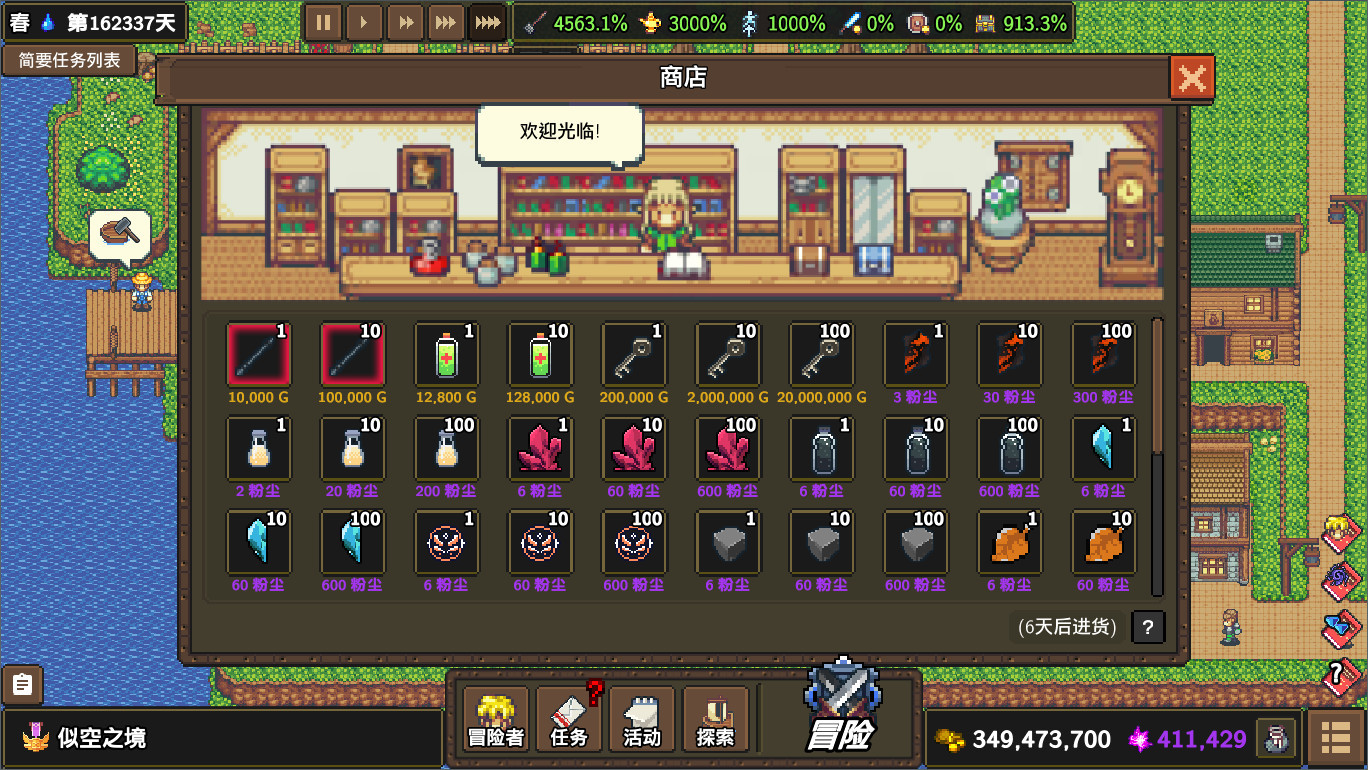 春 第162337天
4563.1% 3000% 1000% 0% 0% 913.3%
简要任务列表
商店
欢迎光临!
1 10 1 10 1 10 100 1 10 100
10,000 G 100,000 G 12,800 G 128,000 G 200,000 G 2,000,000 G 20,000,000 G 3 粉尘 30 粉尘 300 粉尘
1 10 100 1 10 100 1 10 100 1
2 粉尘 20 粉尘 200 粉尘 6 粉尘 60 粉尘 600 粉尘 6 粉尘 60 粉尘 600 粉尘 6 粉尘
10 100 1 10 100 1 10 100 1 10
60 粉尘 600 粉尘 6 粉尘 60 粉尘 600 粉尘 6 粉尘 60 粉尘 600 粉尘 6 粉尘 60 粉尘
(6天后进货) ?
?
?
似空之境
冒险者 任务 活动 探索 冒险
349,473,700 411,429